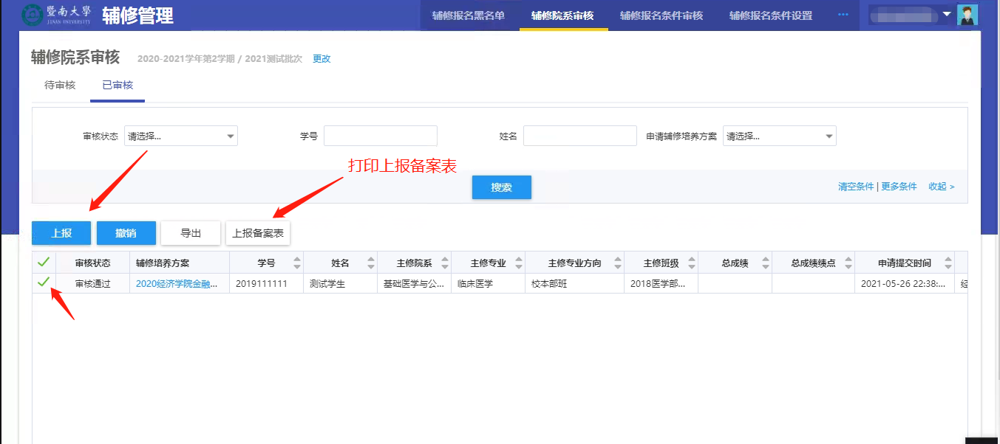 暨南大學
JINAN UNIVERSITY
辅修管理
辅修报名黑名单 辅修院系审核 辅修报名条件审核 辅修报名条件设置 ...
辅修院系审核 2020-2021学年第2学期 / 2021测试批次 更改
待审核 已审核
审核状态 请选择... 学号 姓名 申请辅修培养方案 请选择...
打印上报备案表
搜索 清空条件 | 更多条件 收起 >
上报 撤销 导出 上报备案表
审核状态 辅修培养方案 学号 姓名 主修院系 主修专业 主修专业方向 主修班级 总成绩 总成绩绩点 申请提交时间
审核通过 2020经济学院金融... 2019111111 测试学生 基础医学与公... 临床医学 校本部班 2018医学部... 2021-05-26 22:38:... 经